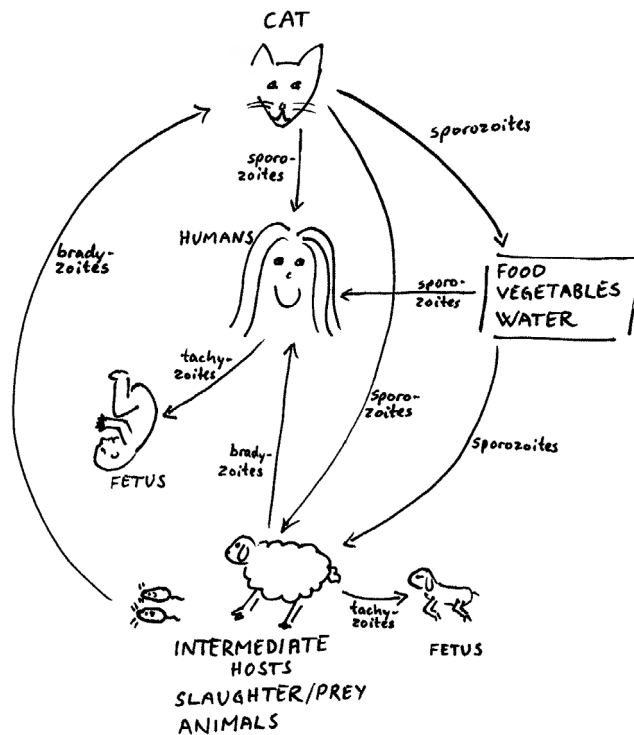 CAT
sporozoites
sporo-
zoites
HUMANS
brady-
zoites
FOOD
VEGETABLES
WATER
sporo-
zoites
tachy-
zoites
sporo-
zoites
sporozoites
brady-
zoites
FETUS
tachy-
zoites
FETUS
INTERMEDIATE
HOSTS
SLAUGHTER/PREY
ANIMALS